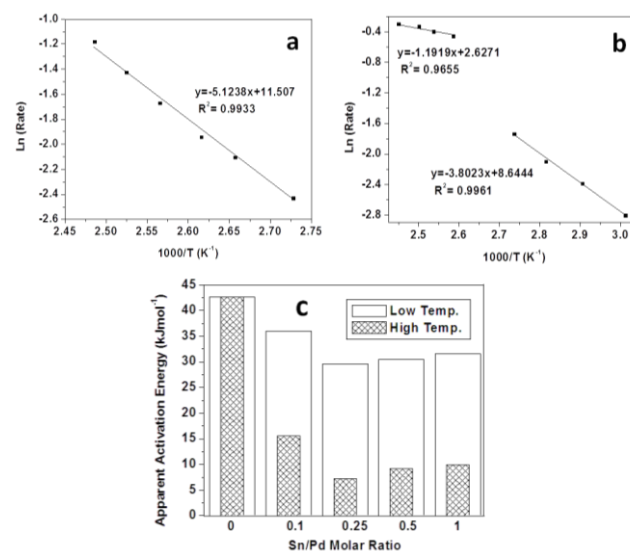 a
-1.0
-1.2
-1.4
-1.6
-1.8
-2.0
-2.2
-2.4
-2.6
Ln (Rate)
y=-5.1238x+11.507
R²= 0.9933
2.45 2.50 2.55 2.60 2.65 2.70 2.75
1000/T (K⁻¹)
b
-0.4
-0.8
-1.2
-1.6
-2.0
-2.4
-2.8
Ln (Rate)
y=-1.1919x+2.6271
R²= 0.9655
y=-3.8023x+8.6444
R²= 0.9961
2.5 2.6 2.7 2.8 2.9 3.0
1000/T (K⁻¹)
c
45
40
35
30
25
20
15
10
5
0
Apparent Activation Energy (kJmol⁻¹)
Low Temp.
High Temp.
0 0.1 0.25 0.5 1
Sn/Pd Molar Ratio